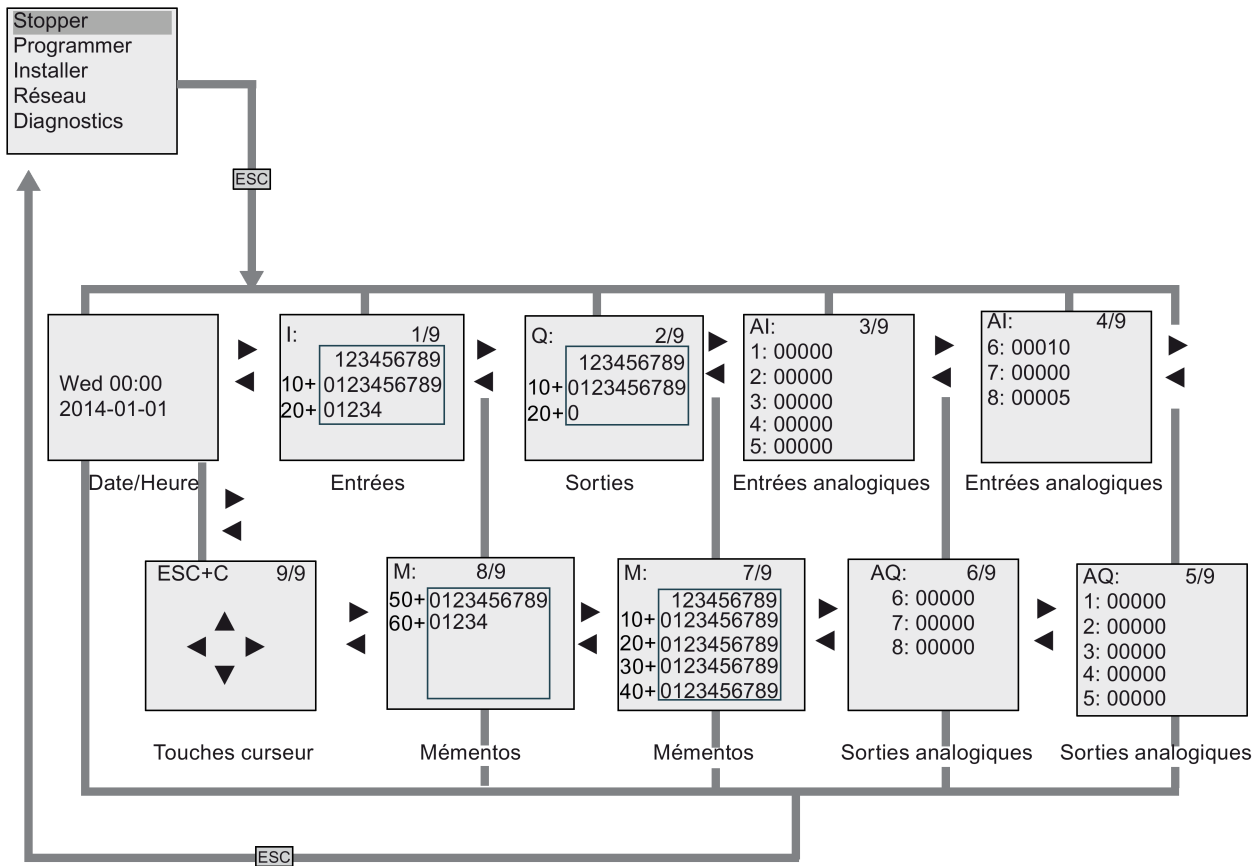 Stopper
Programmer
Installer
Réseau
Diagnostics
ESC
Wed 00:00
2014-01-01
Date/Heure
I: 1/9
123456789
10+ 0123456789
20+ 01234
Entrées
Q: 2/9
123456789
10+ 0123456789
20+ 0
Sorties
AI: 3/9
1: 00000
2: 00000
3: 00000
4: 00000
5: 00000
Entrées analogiques
AI: 4/9
6: 00010
7: 00000
8: 00005
Entrées analogiques
ESC+C 9/9
Touches curseur
M: 8/9
50+ 0123456789
60+ 01234
Mémentos
M: 7/9
123456789
10+ 0123456789
20+ 0123456789
30+ 0123456789
40+ 0123456789
Mémentos
AQ: 6/9
6: 00000
7: 00000
8: 00000
Sorties analogiques
AQ: 5/9
1: 00000
2: 00000
3: 00000
4: 00000
5: 00000
Sorties analogiques
ESC